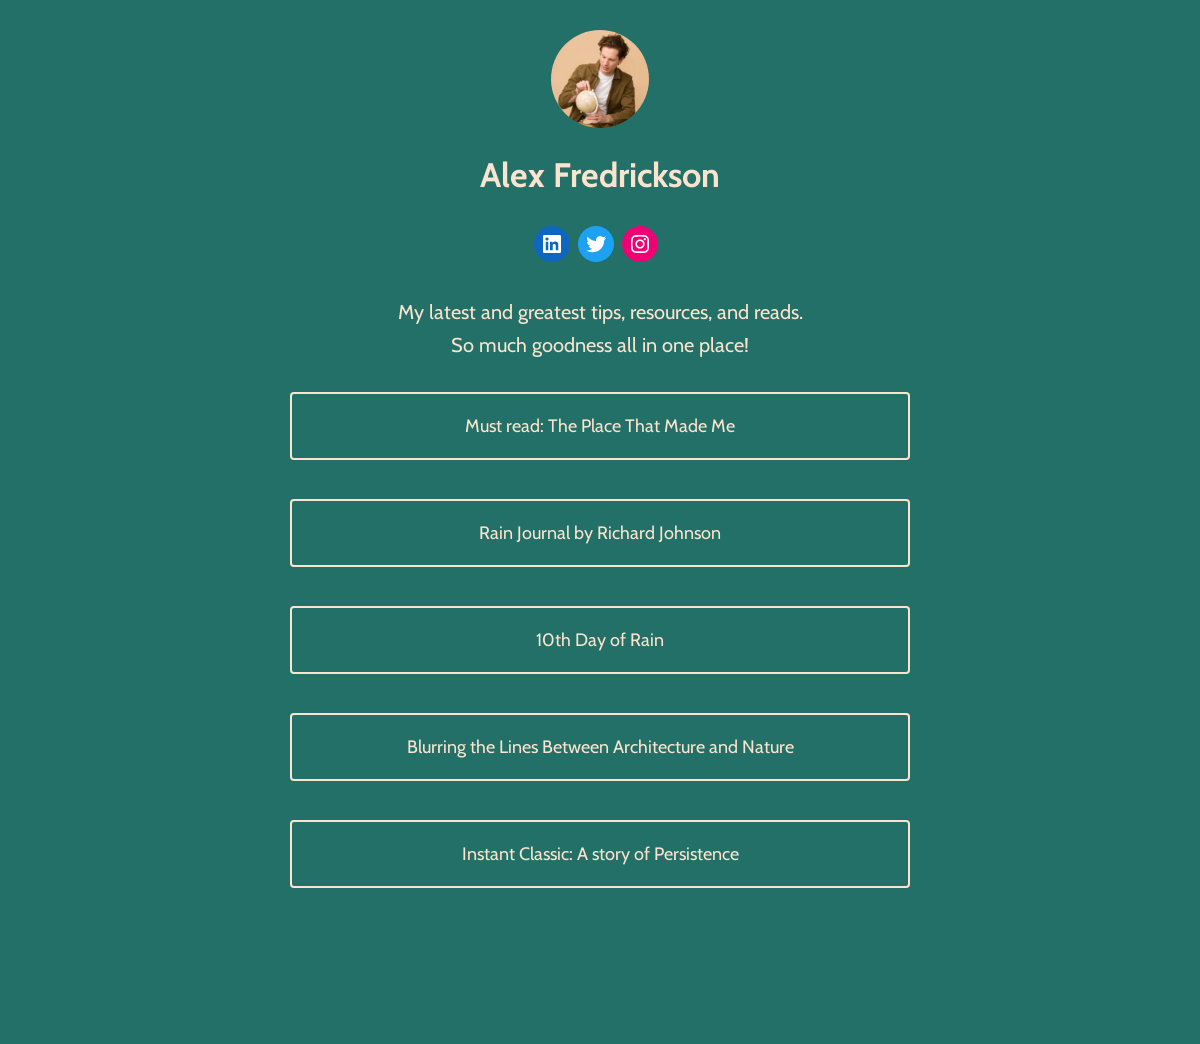 Alex Fredrickson
in
My latest and greatest tips, resources, and reads.
So much goodness all in one place!
Must read: The Place That Made Me
Rain Journal by Richard Johnson
10th Day of Rain
Blurring the Lines Between Architecture and Nature
Instant Classic: A story of Persistence